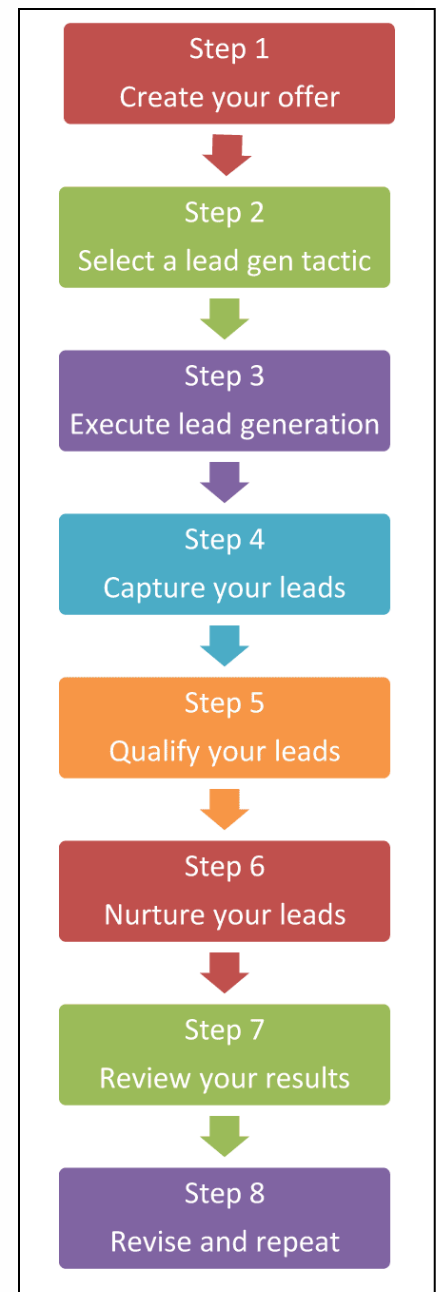 Step 1
Create your offer
Step 2
Select a lead gen tactic
Step 3
Execute lead generation
Step 4
Capture your leads
Step 5
Qualify your leads
Step 6
Nurture your leads
Step 7
Review your results
Step 8
Revise and repeat